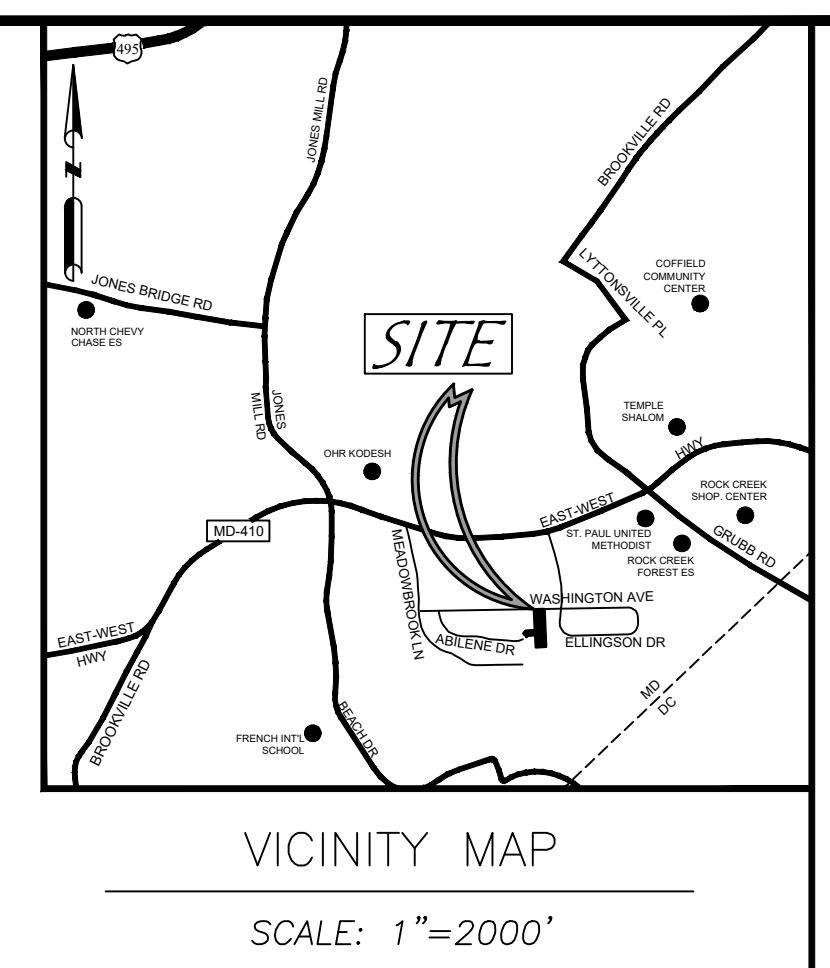 495
JONES MILL RD
BROOKVILLE RD
N
LYTTONSVILLE PL
COFFIELD
COMMUNITY
CENTER
JONES BRIDGE RD
NORTH CHEVY
CHASE ES
SITE
JONES
MILL RD
TEMPLE
SHALOM
OHR KODESH
HWY
ROCK CREEK
SHOP. CENTER
EAST-WEST
MD-410
ST. PAUL UNITED
METHODIST
GRUBB RD
ROCK CREEK
FOREST ES
MEADOWBROOK LN
WASHINGTON AVE
ABILENE DR
ELLINGSON DR
EAST-WEST
HWY
BROOKVILLE RD
MD
DC
FRENCH INT'L
SCHOOL
BEACH DR
VICINITY MAP
SCALE: 1"=2000'